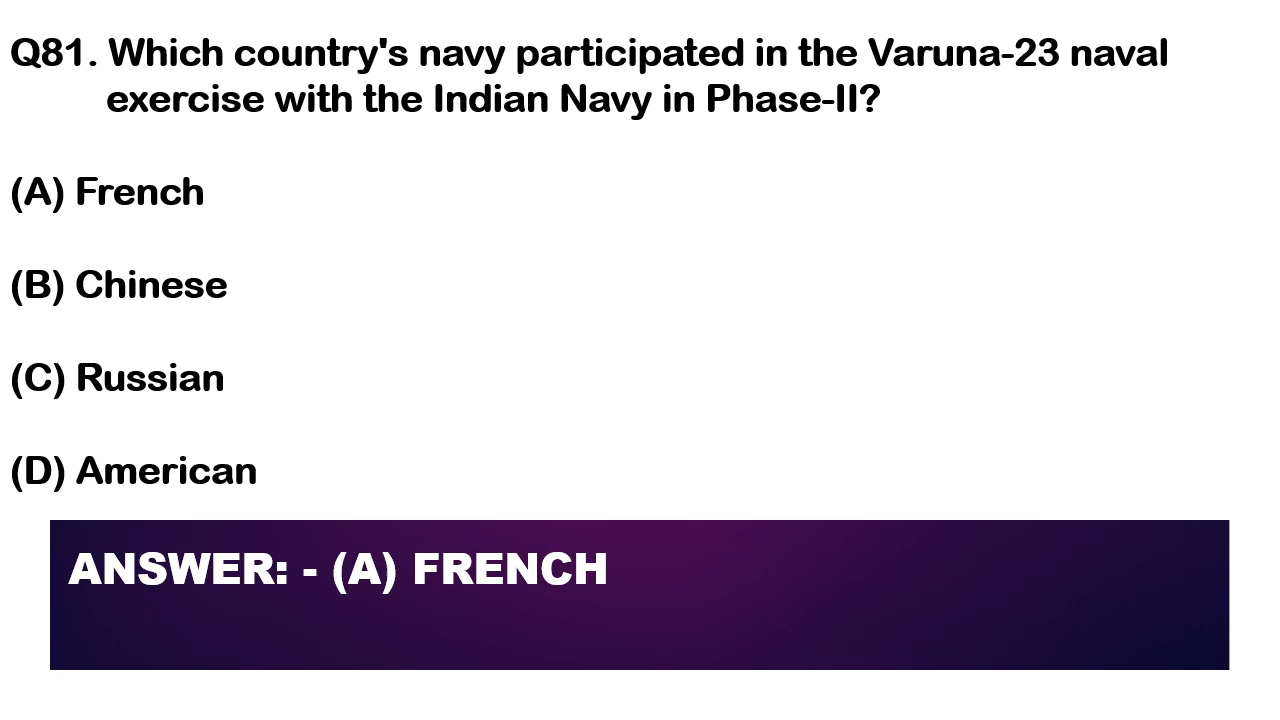 Q81. Which country's navy participated in the Varuna-23 naval
exercise with the Indian Navy in Phase-II?
(A) French
(B) Chinese
(C) Russian
(D) American
ANSWER: - (A) FRENCH